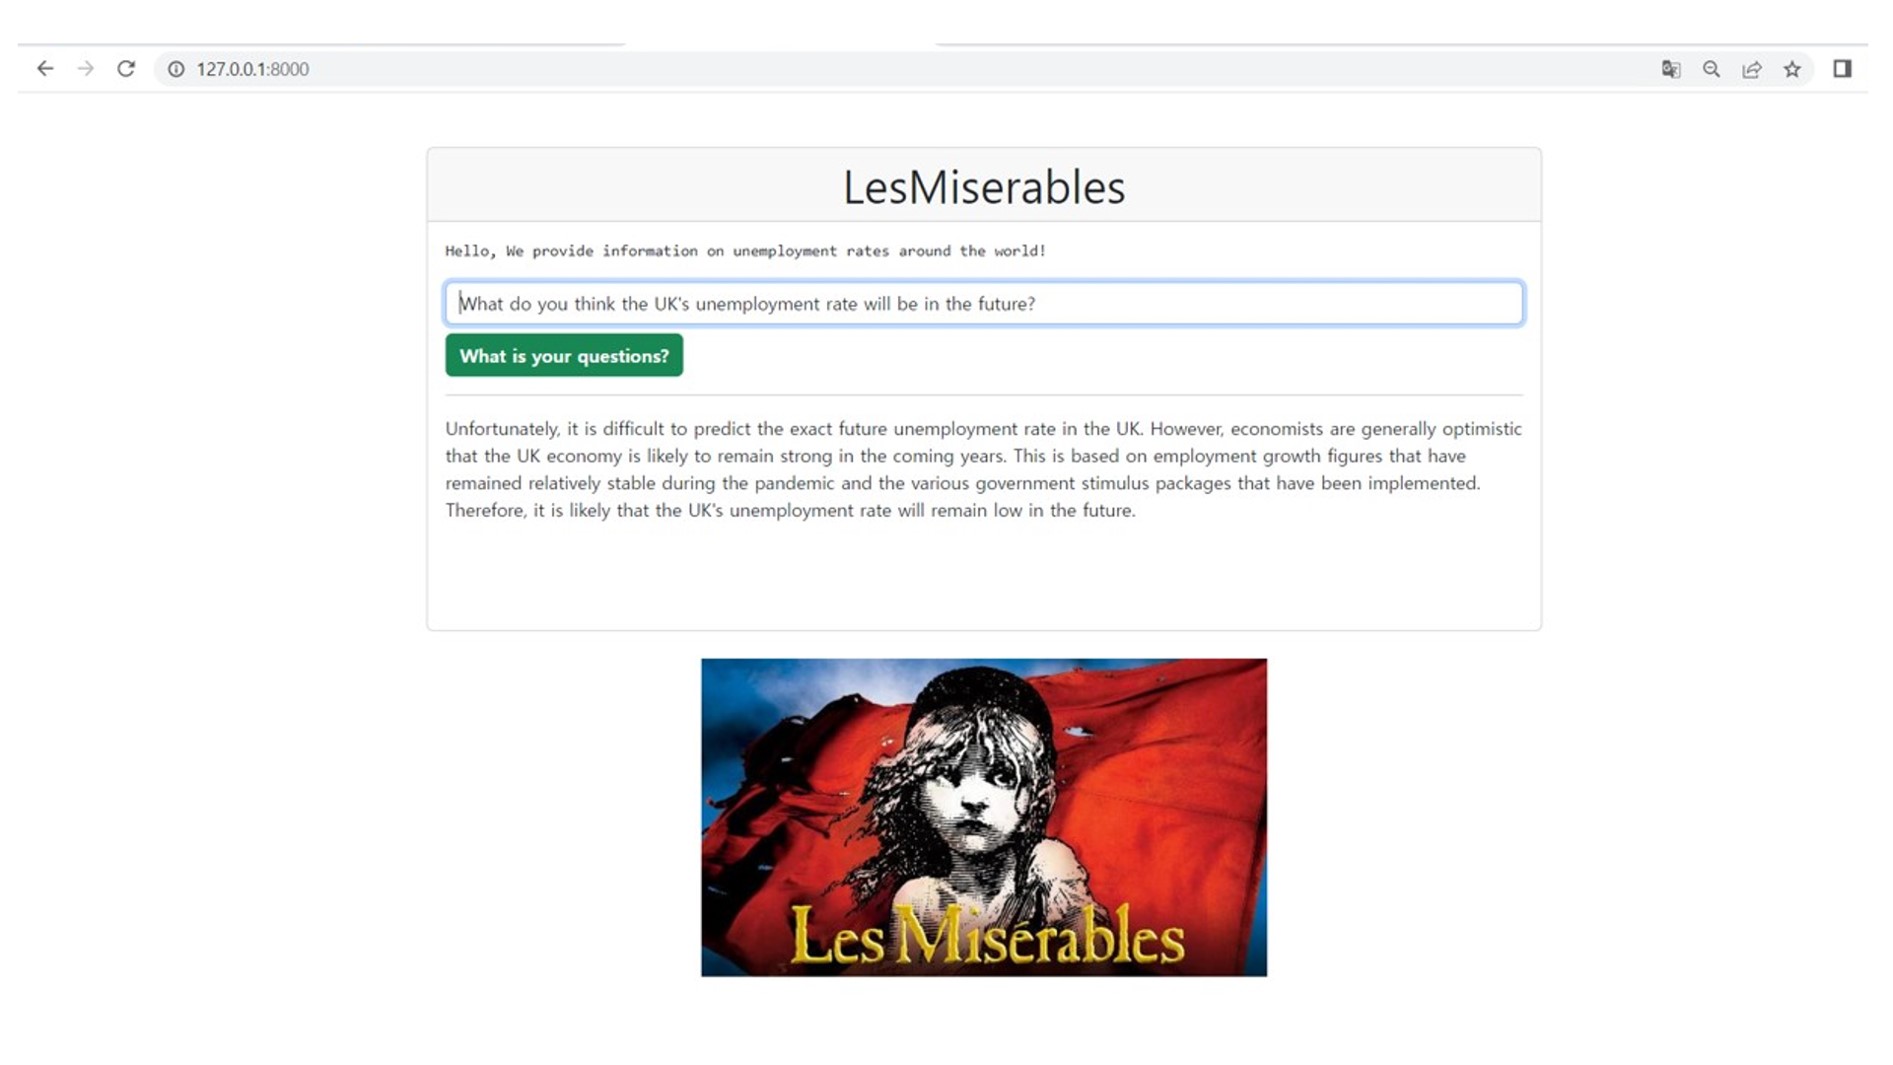 127.0.0.1:8000
LesMiserables
Hello, We provide information on unemployment rates around the world!
What do you think the UK's unemployment rate will be in the future?
What is your questions?
Unfortunately, it is difficult to predict the exact future unemployment rate in the UK. However, economists are generally optimistic
that the UK economy is likely to remain strong in the coming years. This is based on employment growth figures that have
remained relatively stable during the pandemic and the various government stimulus packages that have been implemented.
Therefore, it is likely that the UK's unemployment rate will remain low in the future.
Les Misérables